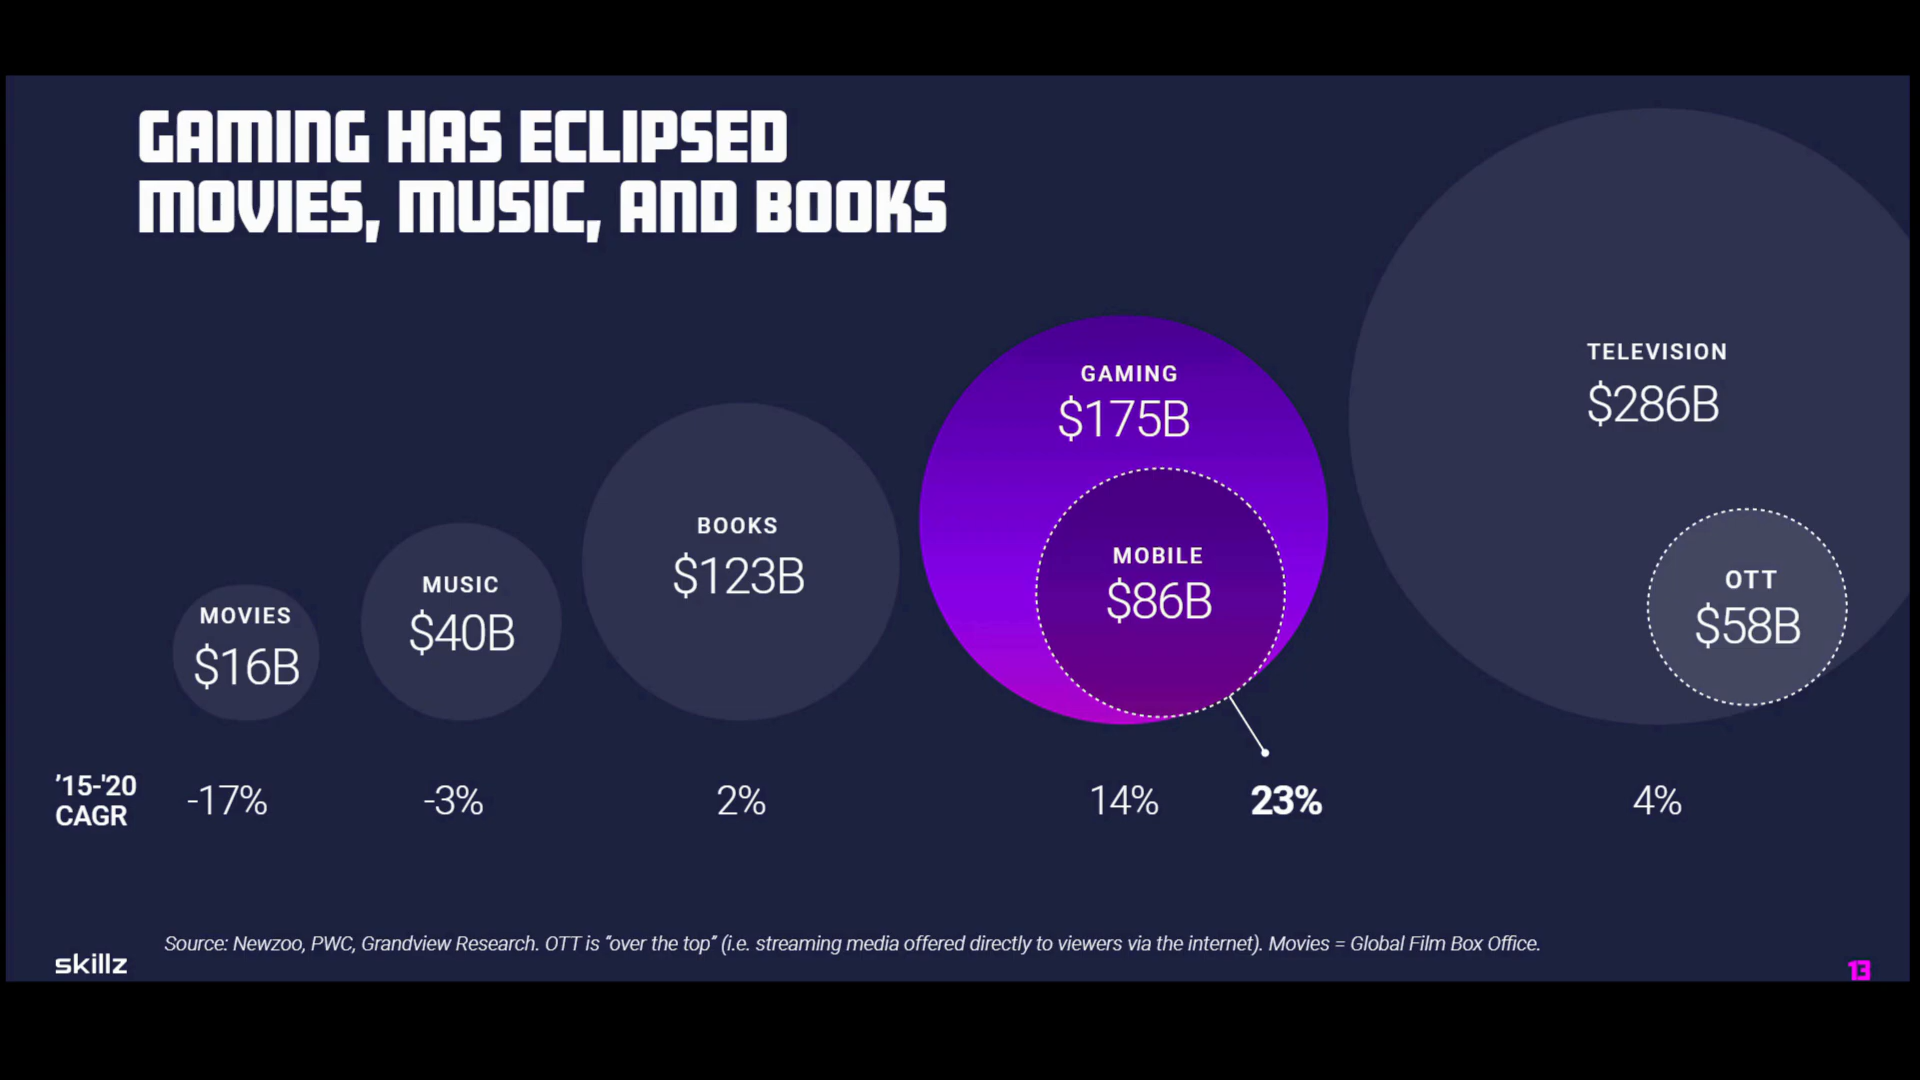 GAMING HAS ECLIPSED
MOVIES, MUSIC, AND BOOKS
MOVIES
$16B
MUSIC
$40B
BOOKS
$123B
GAMING
$175B
MOBILE
$86B
TELEVISION
$286B
OTT
$58B
’15-'20
CAGR
-17%
-3%
2%
14%
23%
4%
Source: Newzoo, PWC, Grandview Research. OTT is “over the top” (i.e. streaming media offered directly to viewers via the internet). Movies = Global Film Box Office.
skillz
13